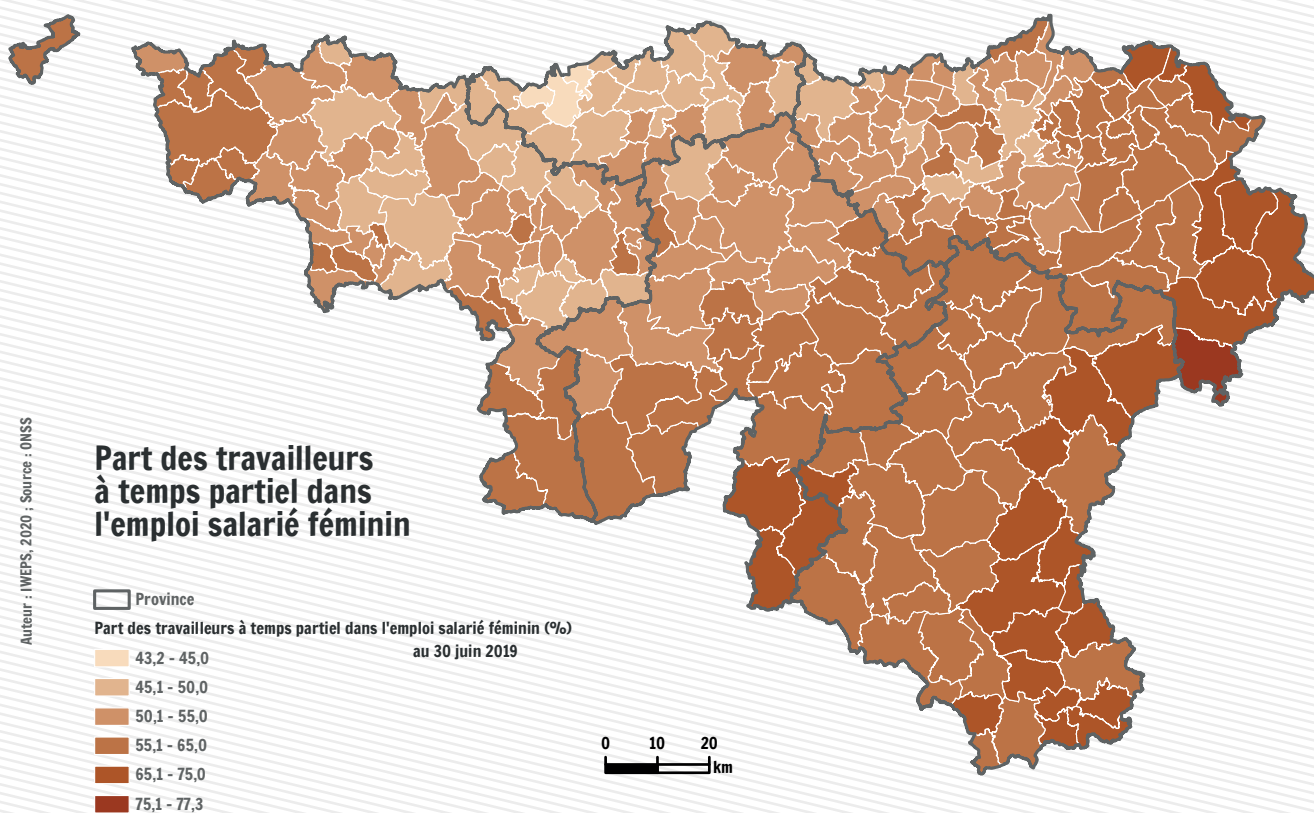 Part des travailleurs
à temps partiel dans
l'emploi salarié féminin
Auteur : IWEPS, 2020 ; Source : ONSS
Province
Part des travailleurs à temps partiel dans l'emploi salarié féminin (%)
au 30 juin 2019
43,2 - 45,0
45,1 - 50,0
50,1 - 55,0
55,1 - 65,0
65,1 - 75,0
75,1 - 77,3
0 10 20
km